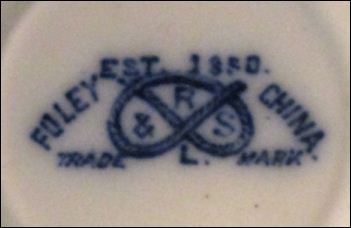 EST. 1850.
FOLEY CHINA.
R
& S
L.
TRADE MARK